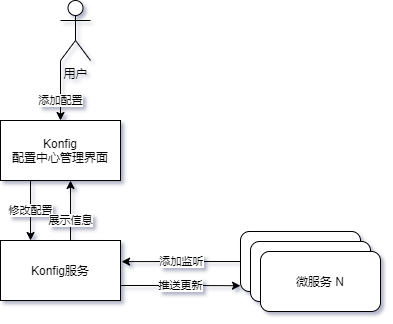 用户
添加配置
Konfig
配置中心管理界面
修改配置
展示信息
Konfig服务
添加监听
推送更新
微服务 N